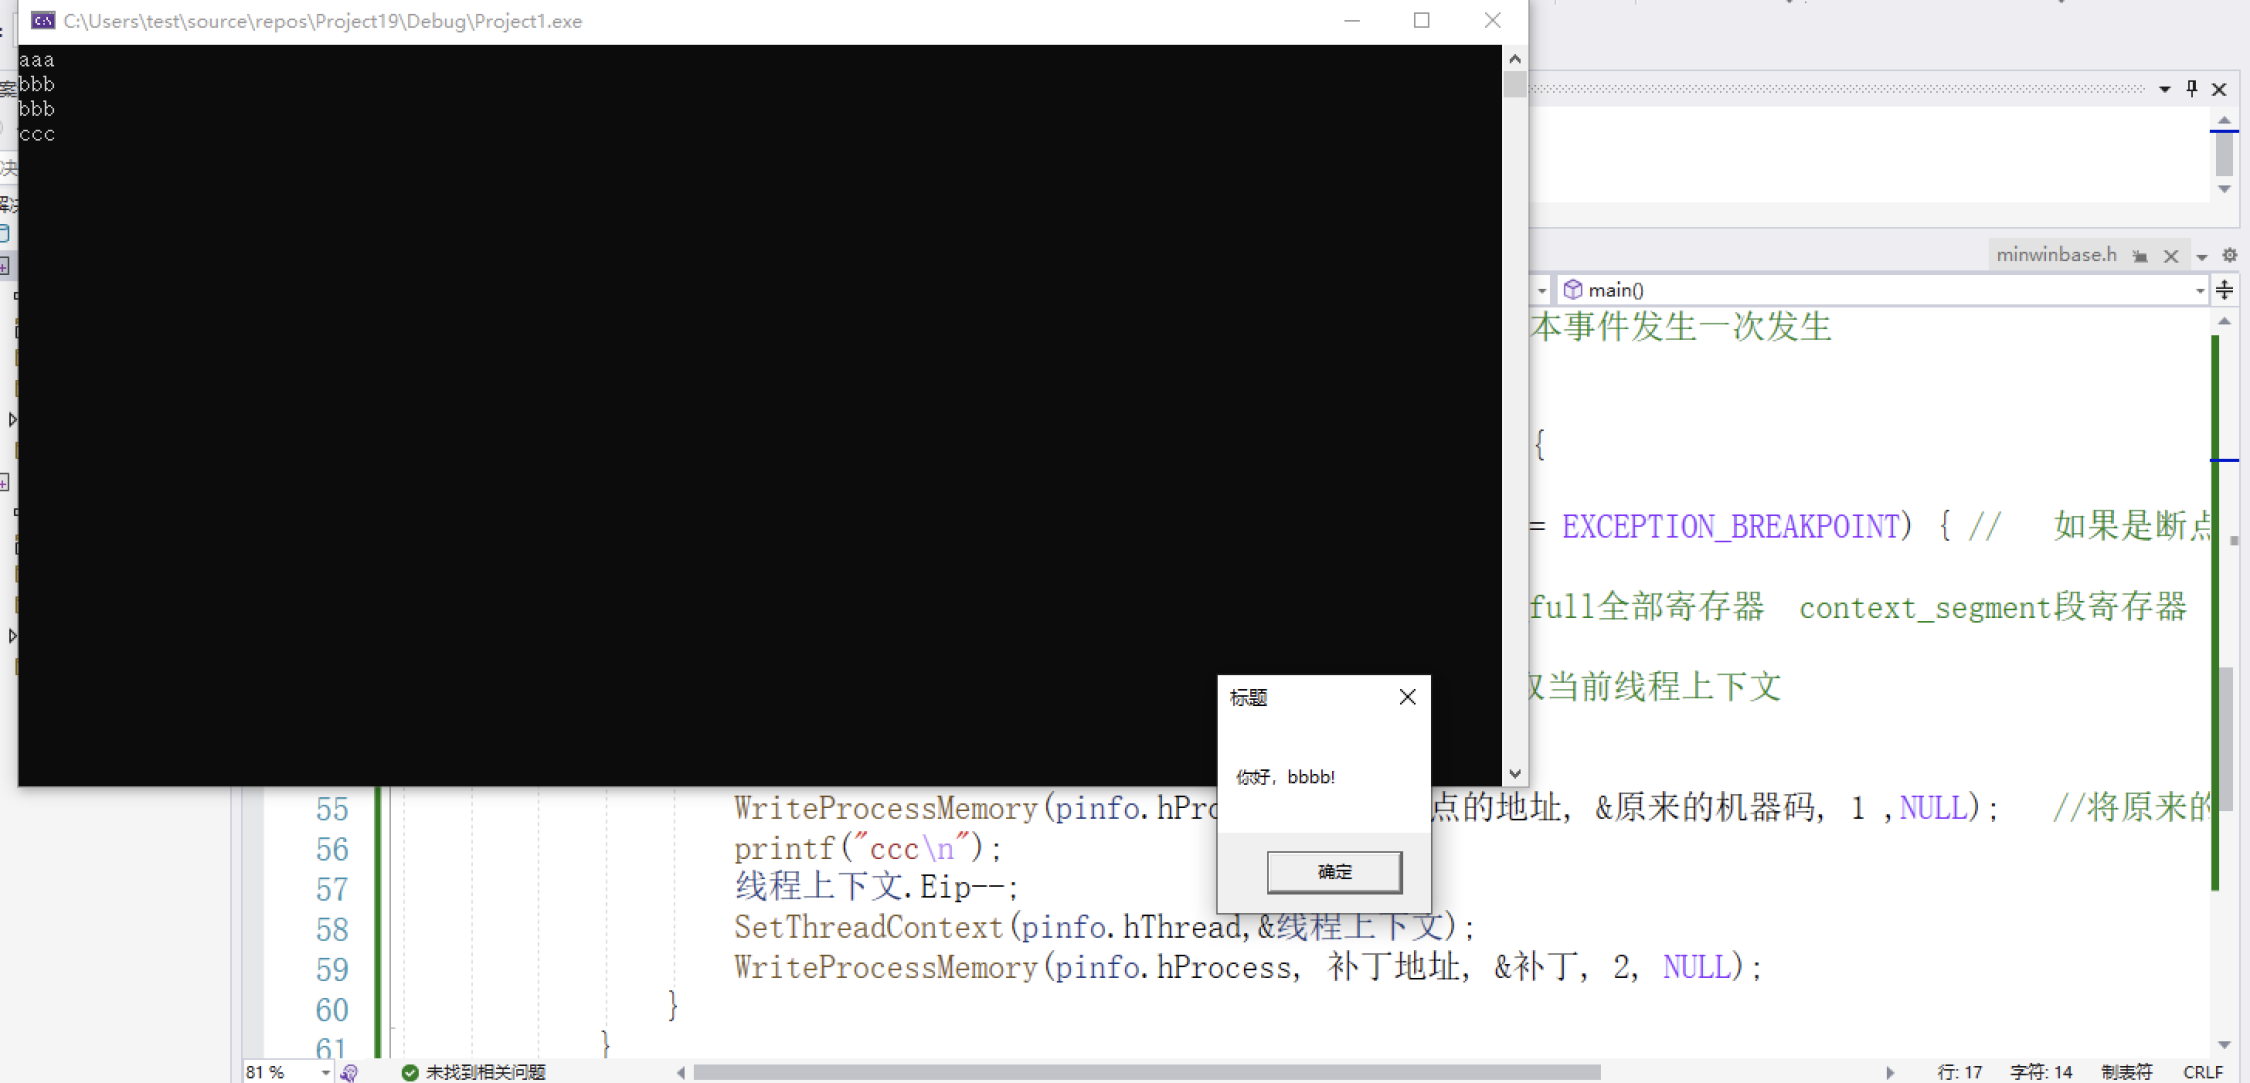 C:\Users\test\source\repos\Project19\Debug\Project1.exe
aaa
bbb
bbb
ccc
minwinbase.h
main()
本事件发生一次发生
{
= EXCEPTION_BREAKPOINT) { // 如果是断点
full全部寄存器 context_segment段寄存器
当前线程上下文
标题
你好，bbbb!
确定
55 WriteProcessMemory(pinfo.hPro 点的地址, &原来的机器码, 1 ,NULL); //将原来的
56 printf("ccc\n");
57 线程上下文.Eip--;
58 SetThreadContext(pinfo.hThread,&线程上下文);
59 WriteProcessMemory(pinfo.hProcess, 补丁地址, &补丁, 2, NULL);
60 }
61 }
81 % 未找到相关问题 行: 17 字符: 14 制表符 CRLF